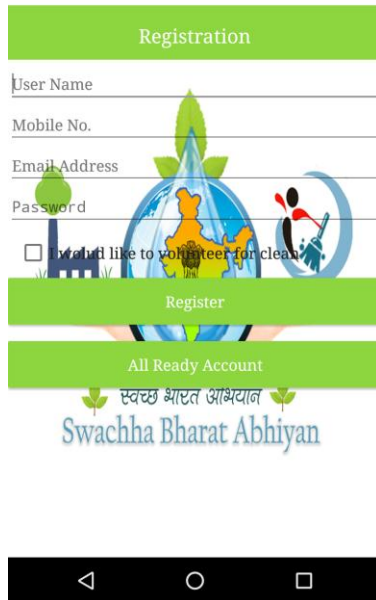 Registration
User Name
Mobile No.
Email Address
Password
I wolud like to volunteer for clean
Register
All Ready Account
स्वच्छ भारत अभियान
Swachha Bharat Abhiyan